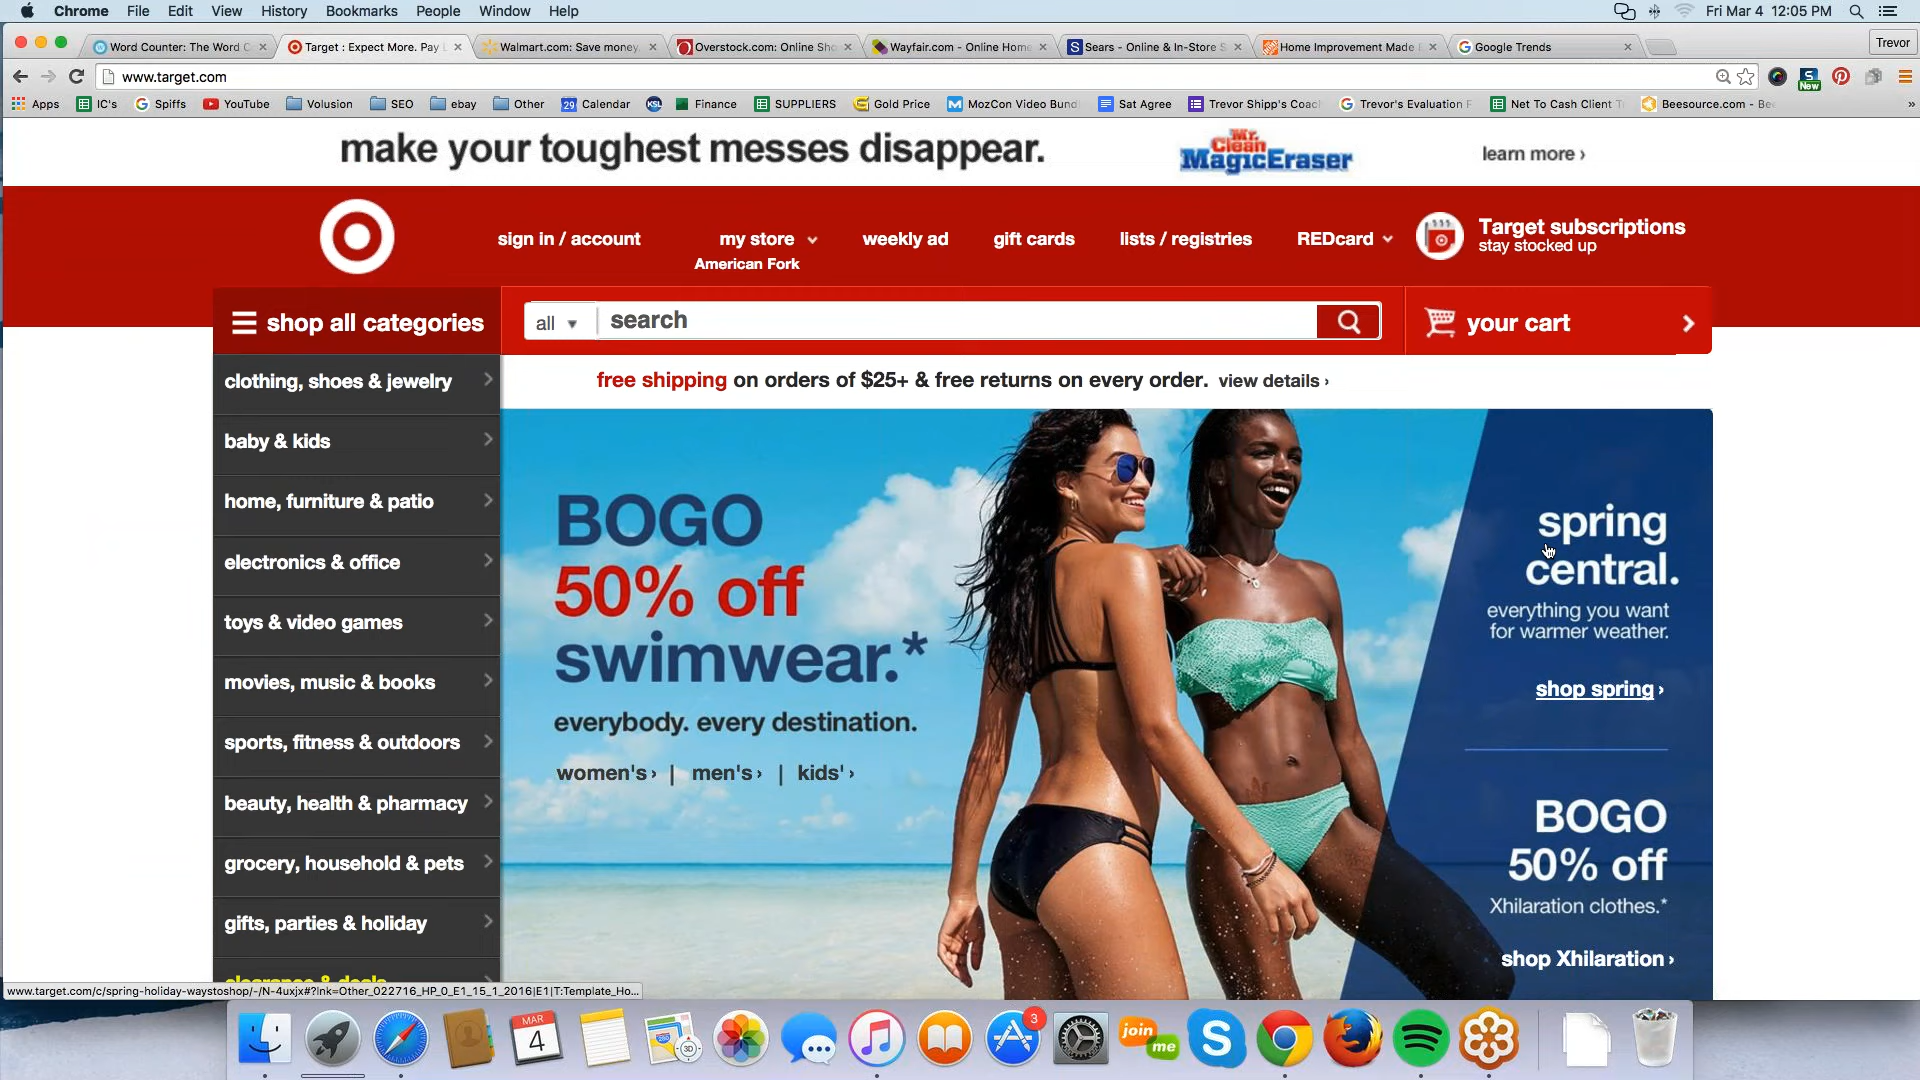 Chrome File Edit View History Bookmarks People Window Help Fri Mar 4 12:05 PM
Word Counter: The Word C
Target : Expect More. Pay L
Walmart.com: Save money.
Overstock.com: Online Sho
Wayfair.com - Online Home
Sears - Online & In-Store S
Home Improvement Made E
Google Trends
Trevor
www.target.com
New
Apps IC's Spiffs YouTube Volusion SEO ebay Other Calendar Finance SUPPLIERS Gold Price MozCon Video Bund Sat Agree Trevor Shipp's Coac Trevor's Evaluation F Net To Cash Client T Beesource.com - Be »
make your toughest messes disappear.
Mr. Clean
MagicEraser
learn more ›
sign in / account
my store
American Fork
weekly ad
gift cards
lists / registries
REDcard
Target subscriptions
stay stocked up
shop all categories
all
search
your cart
free shipping on orders of $25+ & free returns on every order. view details ›
clothing, shoes & jewelry
baby & kids
home, furniture & patio
electronics & office
toys & video games
movies, music & books
sports, fitness & outdoors
beauty, health & pharmacy
grocery, household & pets
gifts, parties & holiday
clearance & deals
BOGO
50% off
swimwear.*
everybody. every destination.
women's › | men's › | kids' ›
spring
central.
everything you want
for warmer weather.
shop spring ›
BOGO
50% off
Xhilaration clothes.*
shop Xhilaration ›
www.target.com/c/spring-holiday-waystoshop/-/N-4uxjx#?lnk=Other_022716_HP_0_E1_15_1_2016|E1|T:Template_Ho...
MAR
4
3
join
me